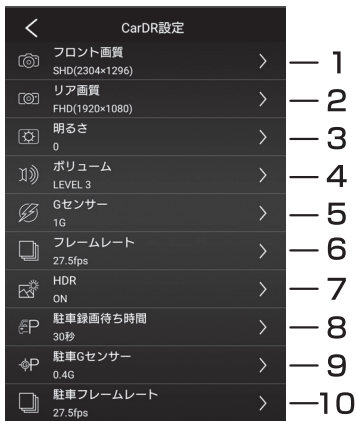 CarDR設定
フロント画質
SHD(2304×1296)
1
リア画質
FHD(1920×1080)
2
明るさ
0
3
ボリューム
LEVEL 3
4
Gセンサー
1G
5
フレームレート
27.5fps
6
HDR
ON
7
駐車録画待ち時間
30秒
8
駐車Gセンサー
0.4G
9
駐車フレームレート
27.5fps
10